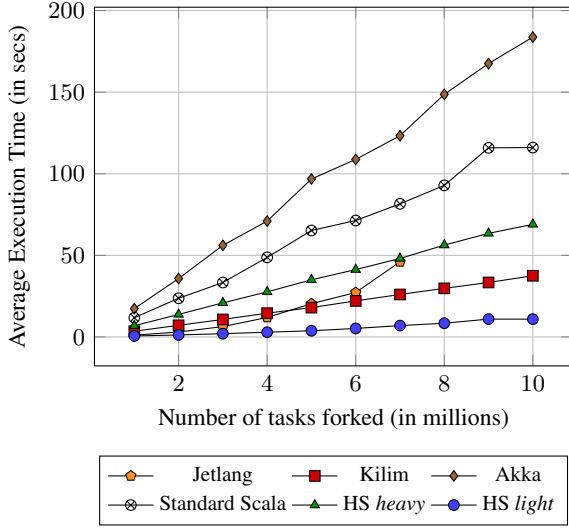 200
150
100
50
0
2 4 6 8 10
Average Execution Time (in secs)
Number of tasks forked (in millions)
Jetlang Kilim Akka
Standard Scala HS heavy HS light